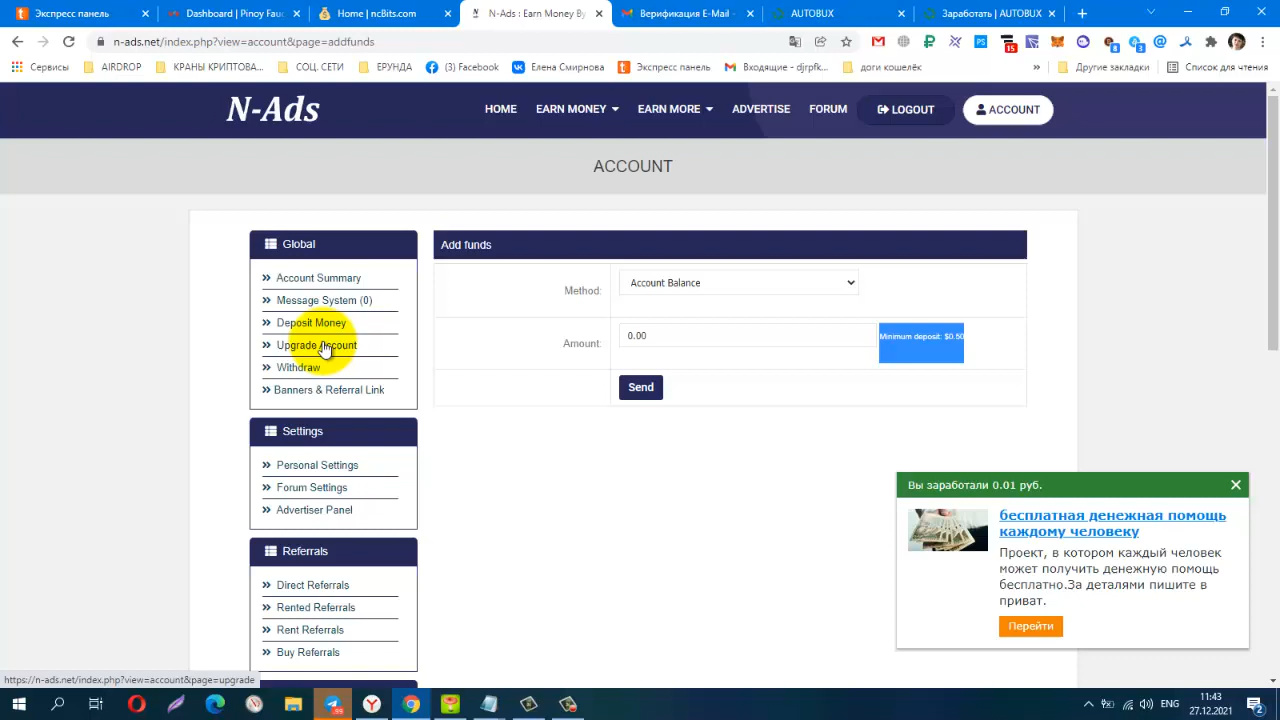 Экспресс панель
Dashboard | Pinoy Fau
Home | ncBits.com
N-Ads : Earn Money By
Верификация E-Mail -
AUTOBUX
Заработать | AUTOBUX
n-ads.net/index.php?view=account&page=addfunds
15
8
3
Сервисы
AIRDROP
КРАНЫ КРИПТОВА...
СОЦ. СЕТИ
ЕРУНДА
(3) Facebook
Елена Смирнова
Экспресс панель
Входящие - djrpfk...
доги кошелёк
»
Другие закладки
Список для чтения
N-Ads
HOME
EARN MONEY
EARN MORE
ADVERTISE
FORUM
LOGOUT
ACCOUNT
ACCOUNT
Global
Account Summary
Message System (0)
Deposit Money
Upgrade Account
Withdraw
Banners & Referral Link
Settings
Personal Settings
Forum Settings
Advertiser Panel
Referrals
Direct Referrals
Rented Referrals
Rent Referrals
Buy Referrals
Add funds
Method:
Account Balance
Amount:
0.00
Minimum deposit: $0.50
Send
Вы заработали 0.01 руб.
бесплатная денежная помощь
каждому человеку
Проект, в котором каждый человек
может получить денежную помощь
бесплатно.За деталями пишите в
приват.
Перейти
https://n-ads.net/index.php?view=account&page=upgrade
ENG
11:43
27.12.2021
2